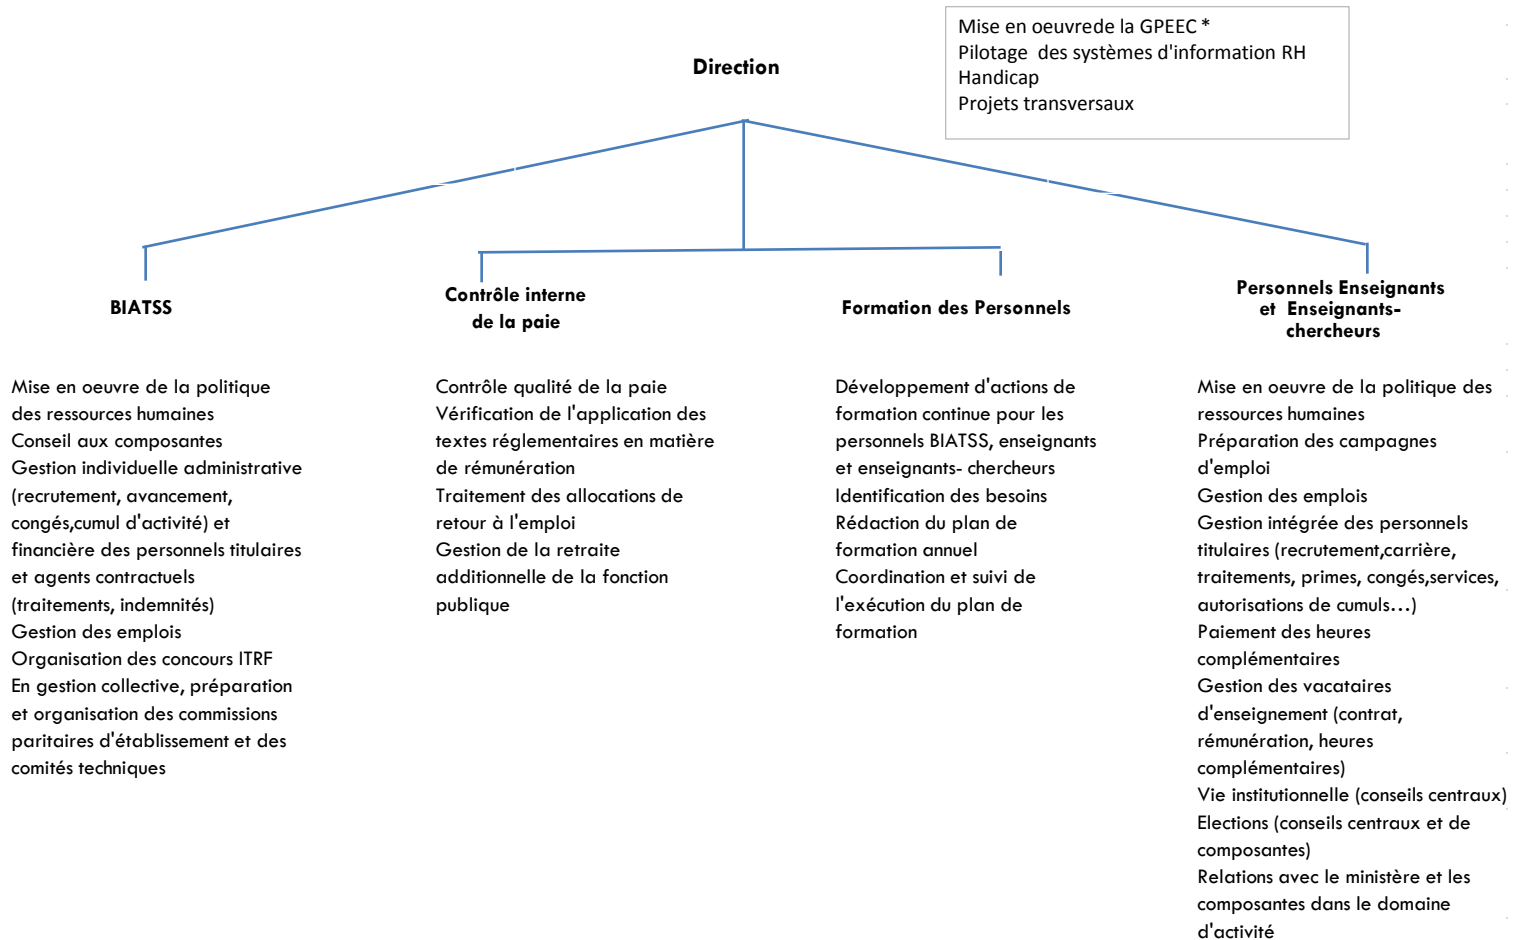 Mise en oeuvrede la GPEEC *
Pilotage  des systèmes d'information RH
Handicap
Projets transversaux
Direction
BIATSS
Mise en oeuvre de la politique
des ressources humaines
Conseil aux composantes
Gestion individuelle administrative
(recrutement, avancement,
congés,cumul d'activité) et
financière des personnels titulaires
et agents contractuels
(traitements, indemnités)
Gestion des emplois
Organisation des concours ITRF
En gestion collective, préparation
et organisation des commissions
paritaires d'établissement et des
comités techniques
Contrôle interne
de la paie
Contrôle qualité de la paie
Vérification de l'application des
textes réglementaires en matière
de rémunération
Traitement des allocations de
retour à l'emploi
Gestion de la retraite
additionnelle de la fonction
publique
Formation des Personnels
Développement d'actions de
formation continue pour les
personnels BIATSS, enseignants
et enseignants- chercheurs
Identification des besoins
Rédaction du plan de
formation annuel
Coordination et suivi de
l'exécution du plan de
formation
Personnels Enseignants
et  Enseignants-
chercheurs
Mise en oeuvre de la politique des
ressources humaines
Préparation des campagnes
d'emploi
Gestion des emplois
Gestion intégrée des personnels
titulaires (recrutement,carrière,
traitements, primes, congés,services,
autorisations de cumuls...)
Paiement des heures
complémentaires
Gestion des vacataires
d'enseignement (contrat,
rémunération, heures
complémentaires)
Vie institutionnelle (conseils centraux)
Elections (conseils centraux et de
composantes)
Relations avec le ministère et les
composantes dans le domaine
d'activité